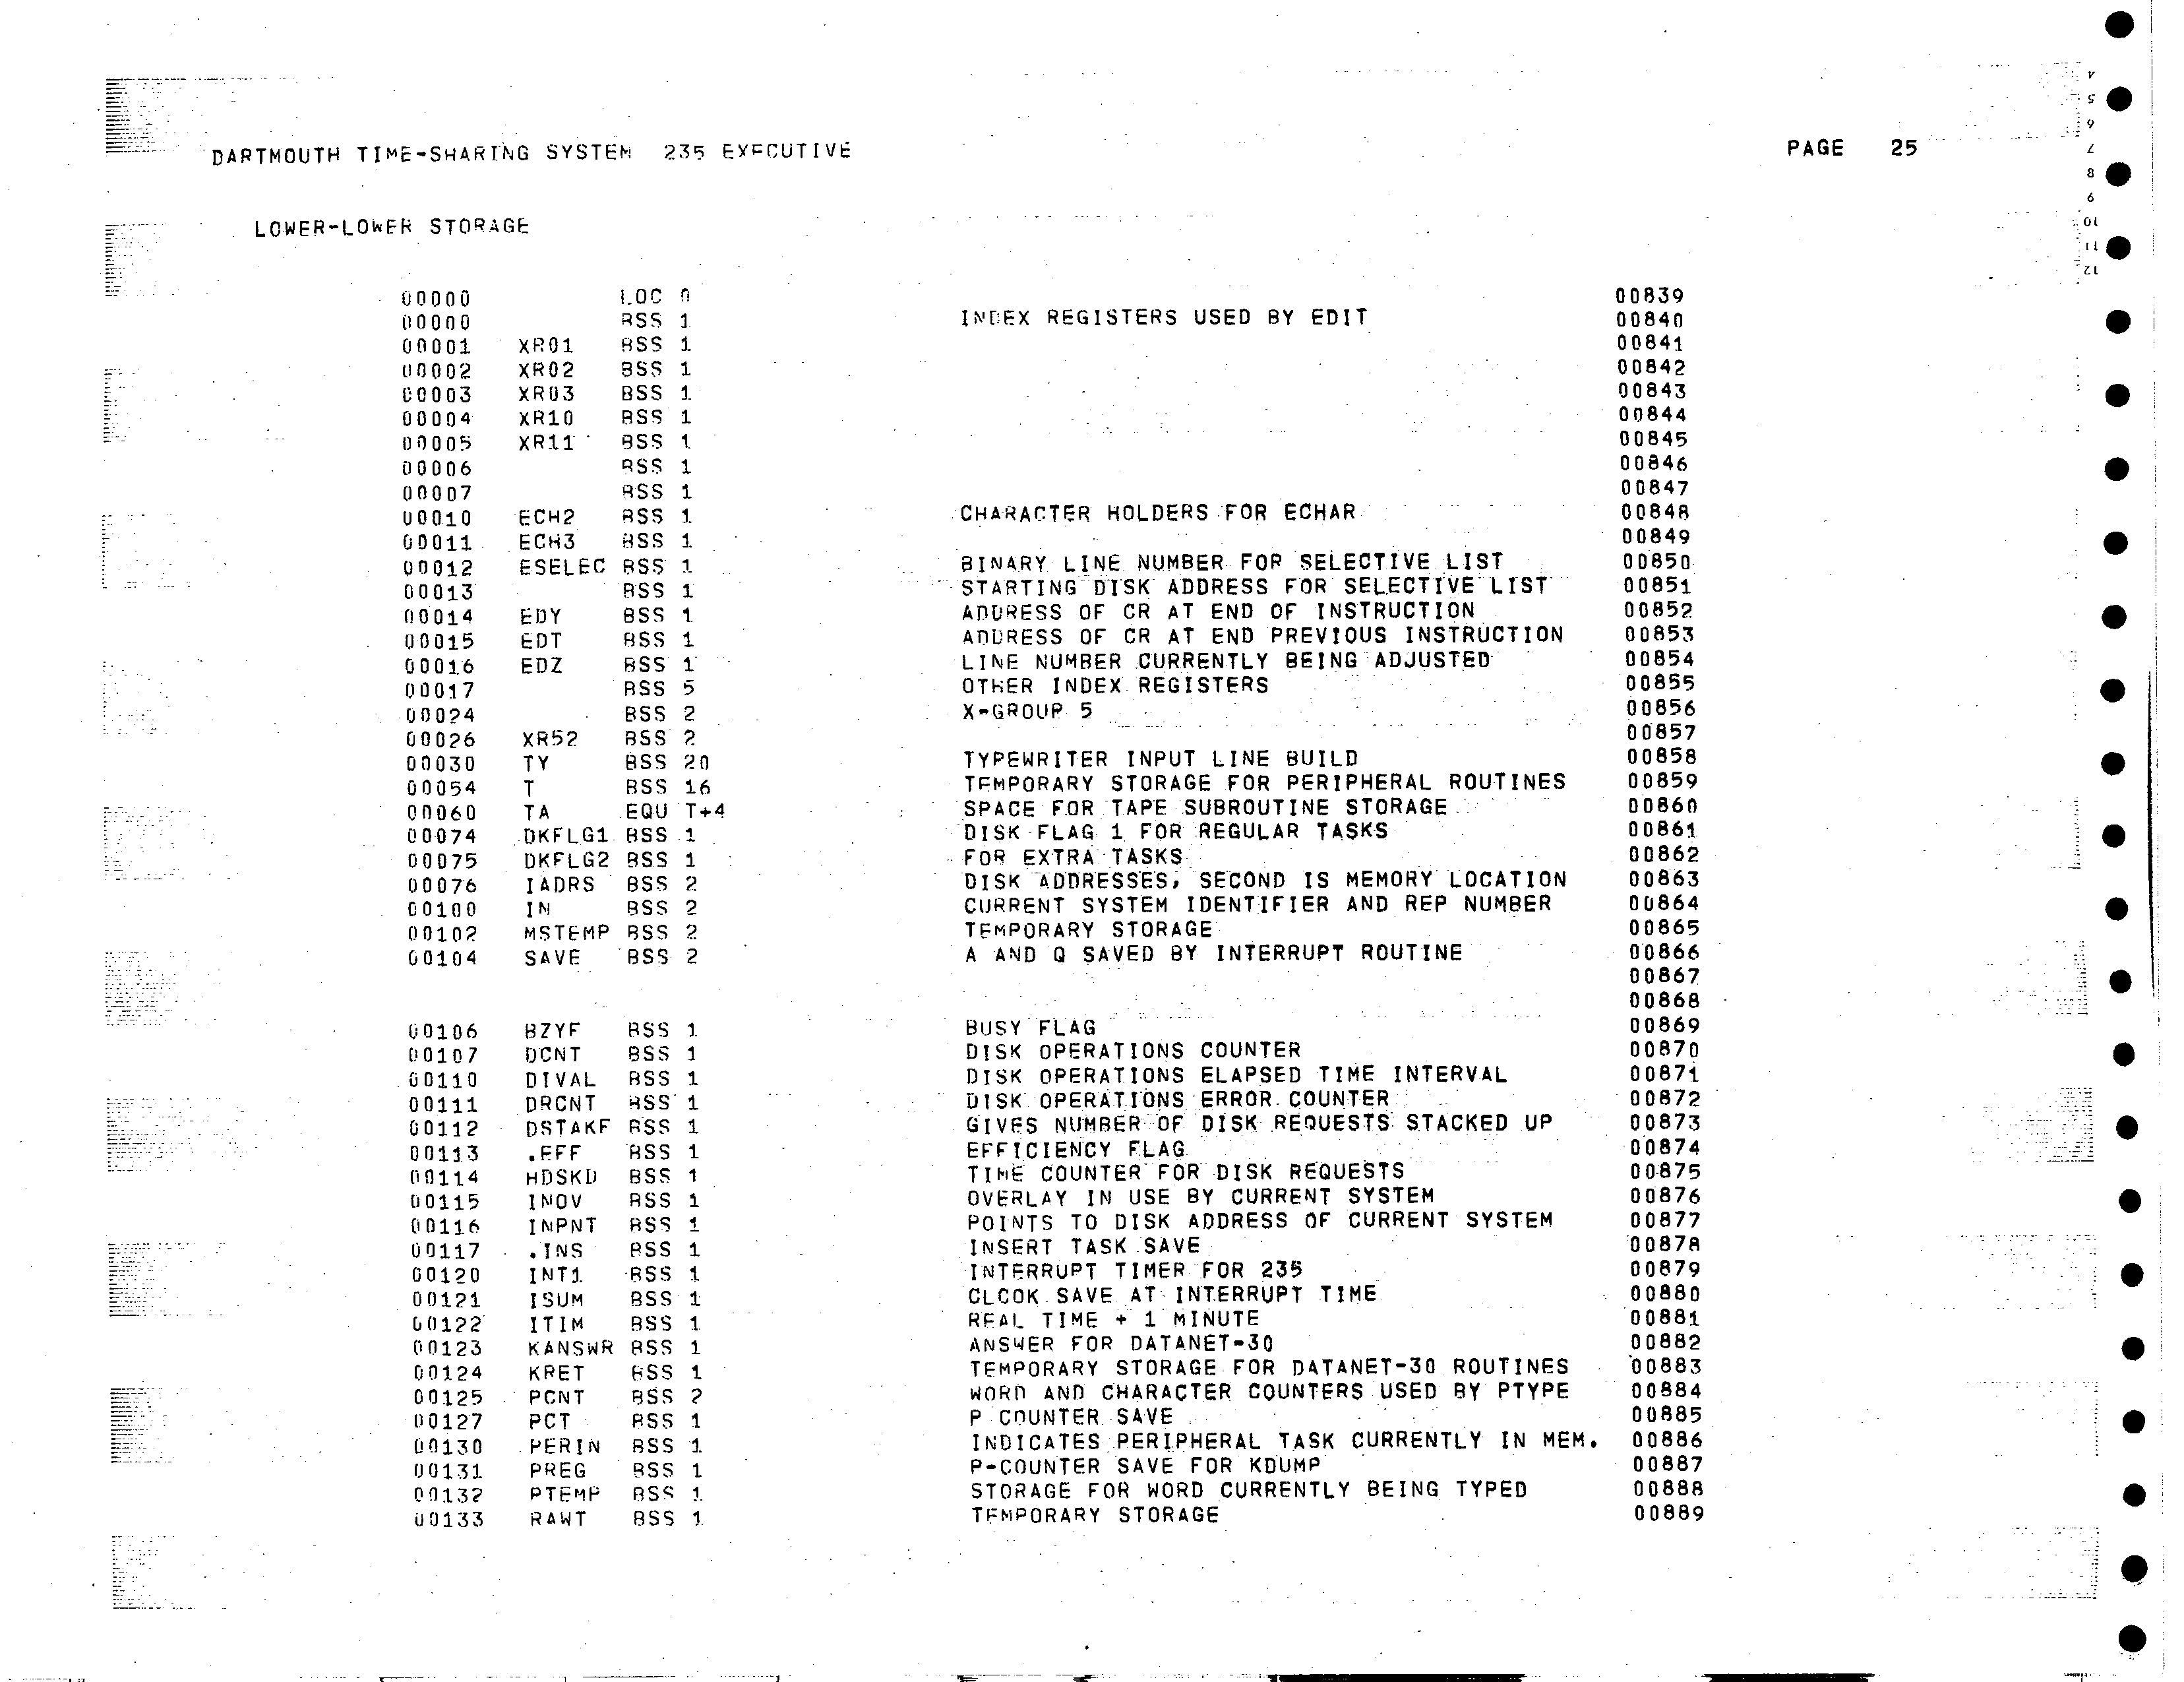 DARTMOUTH TIME-SHARING SYSTEM 235 EXECUTIVE PAGE 25
LOWER-LOWER STORAGE
00000 LOC 0 00839
00000 BSS 1 INDEX REGISTERS USED BY EDIT 00840
00001 XR01 BSS 1 00841
00002 XR02 BSS 1 00842
00003 XR03 BSS 1 00843
00004 XR10 BSS 1 00844
00005 XR11 BSS 1 00845
00006 BSS 1 00846
00007 BSS 1 00847
00010 ECH2 BSS 1 CHARACTER HOLDERS FOR ECHAR 00848
00011 ECH3 BSS 1 00849
00012 ESELEC BSS 1 BINARY LINE NUMBER FOR SELECTIVE LIST 00850
00013 BSS 1 STARTING DISK ADDRESS FOR SELECTIVE LIST 00851
00014 EDY BSS 1 ADDRESS OF CR AT END OF INSTRUCTION 00852
00015 EDT BSS 1 ADDRESS OF CR AT END PREVIOUS INSTRUCTION 00853
00016 EDZ BSS 1 LINE NUMBER CURRENTLY BEING ADJUSTED 00854
00017 BSS 5 OTHER INDEX REGISTERS 00855
00024 BSS 2 X-GROUP 5 00856
00026 XR52 BSS 2 00857
00030 TY BSS 20 TYPEWRITER INPUT LINE BUILD 00858
00054 T BSS 16 TEMPORARY STORAGE FOR PERIPHERAL ROUTINES 00859
00060 TA EQU T+4 SPACE FOR TAPE SUBROUTINE STORAGE 00860
00074 DKFLG1 BSS 1 DISK FLAG 1 FOR REGULAR TASKS 00861
00075 DKFLG2 BSS 1 FOR EXTRA TASKS 00862
00076 IADRS BSS 2 DISK ADDRESSES, SECOND IS MEMORY LOCATION 00863
00100 IN BSS 2 CURRENT SYSTEM IDENTIFIER AND REP NUMBER 00864
00102 MSTEMP BSS 2 TEMPORARY STORAGE 00865
00104 SAVE BSS 2 A AND Q SAVED BY INTERRUPT ROUTINE 00866
00867
00868
00106 BZYF BSS 1 BUSY FLAG 00869
00107 DCNT BSS 1 DISK OPERATIONS COUNTER 00870
00110 DIVAL BSS 1 DISK OPERATIONS ELAPSED TIME INTERVAL 00871
00111 DRCNT BSS 1 DISK OPERATIONS ERROR COUNTER 00872
00112 DSTAKF BSS 1 GIVES NUMBER OF DISK REQUESTS STACKED UP 00873
00113 .EFF BSS 1 EFFICIENCY FLAG 00874
00114 HDSKD BSS 1 TIME COUNTER FOR DISK REQUESTS 00875
00115 INOV BSS 1 OVERLAY IN USE BY CURRENT SYSTEM 00876
00116 INPNT BSS 1 POINTS TO DISK ADDRESS OF CURRENT SYSTEM 00877
00117 .INS BSS 1 INSERT TASK SAVE 00878
00120 INT1 BSS 1 INTERRUPT TIMER FOR 235 00879
00121 ISUM BSS 1 CLCOK SAVE AT INTERRUPT TIME 00880
00122 ITIM BSS 1 REAL TIME + 1 MINUTE 00881
00123 KANSWR BSS 1 ANSWER FOR DATANET-30 00882
00124 KRET BSS 1 TEMPORARY STORAGE FOR DATANET-30 ROUTINES 00883
00125 PCNT BSS 2 WORD AND CHARACTER COUNTERS USED BY PTYPE 00884
00127 PCT BSS 1 P COUNTER SAVE 00885
00130 PERIN BSS 1 INDICATES PERIPHERAL TASK CURRENTLY IN MEM. 00886
00131 PREG BSS 1 P-COUNTER SAVE FOR KDUMP 00887
00132 PTEMP BSS 1 STORAGE FOR WORD CURRENTLY BEING TYPED 00888
00133 RAWT BSS 1 TEMPORARY STORAGE 00889
4
5
6
7
8
9
10
11
12